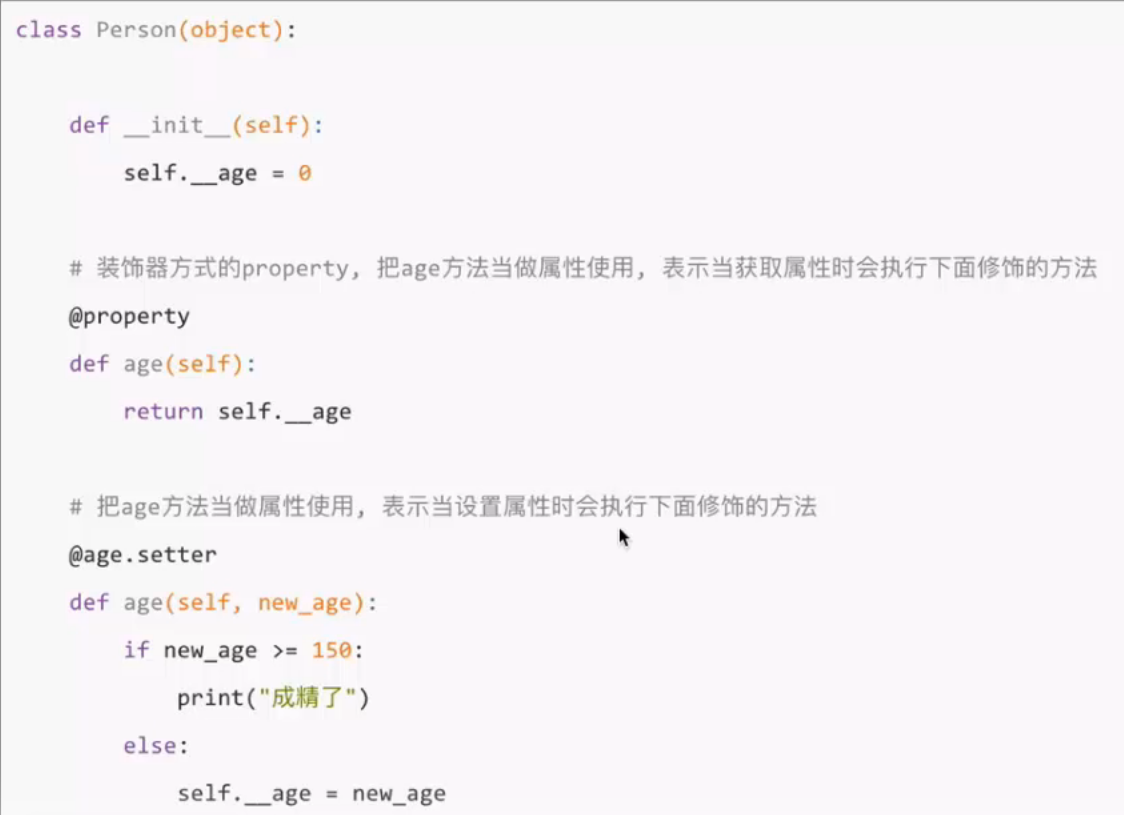 class Person(object):
def __init__(self):
self.__age = 0
# 装饰器方式的property, 把age方法当做属性使用, 表示当获取属性时会执行下面修饰的方法
@property
def age(self):
return self.__age
# 把age方法当做属性使用, 表示当设置属性时会执行下面修饰的方法
@age.setter
def age(self, new_age):
if new_age >= 150:
print("成精了")
else:
self.__age = new_age